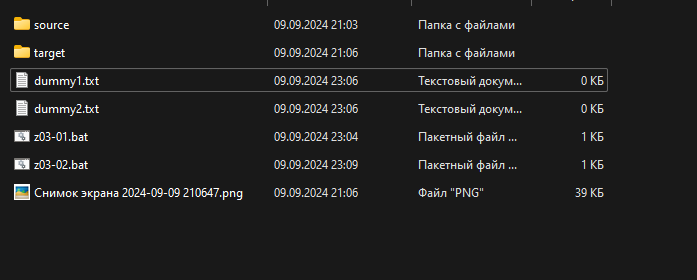 source 09.09.2024 21:03 Папка с файлами
target 09.09.2024 21:06 Папка с файлами
dummy1.txt 09.09.2024 23:06 Текстовый докум... 0 КБ
dummy2.txt 09.09.2024 23:06 Текстовый докум... 0 КБ
z03-01.bat 09.09.2024 23:04 Пакетный файл ... 1 КБ
z03-02.bat 09.09.2024 23:09 Пакетный файл ... 1 КБ
Снимок экрана 2024-09-09 210647.png 09.09.2024 21:06 Файл "PNG" 39 КБ